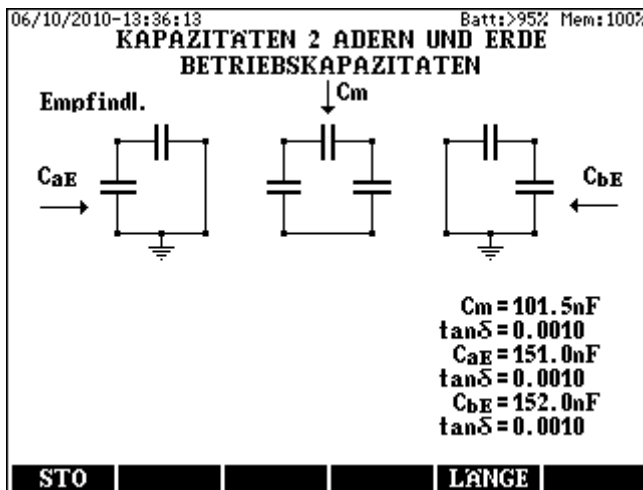 06/10/2010-13:36:13 Batt:>95% Mem:100%
KAPAZITÄTEN 2 ADERN UND ERDE
BETRIEBSKAPAZITATEN
Cm
Empfindl.
CaE
CbE
Cm=101.5nF
tanδ=0.0010
CaE=151.0nF
tanδ=0.0010
CbE=152.0nF
tanδ=0.0010
STO LÄNGE